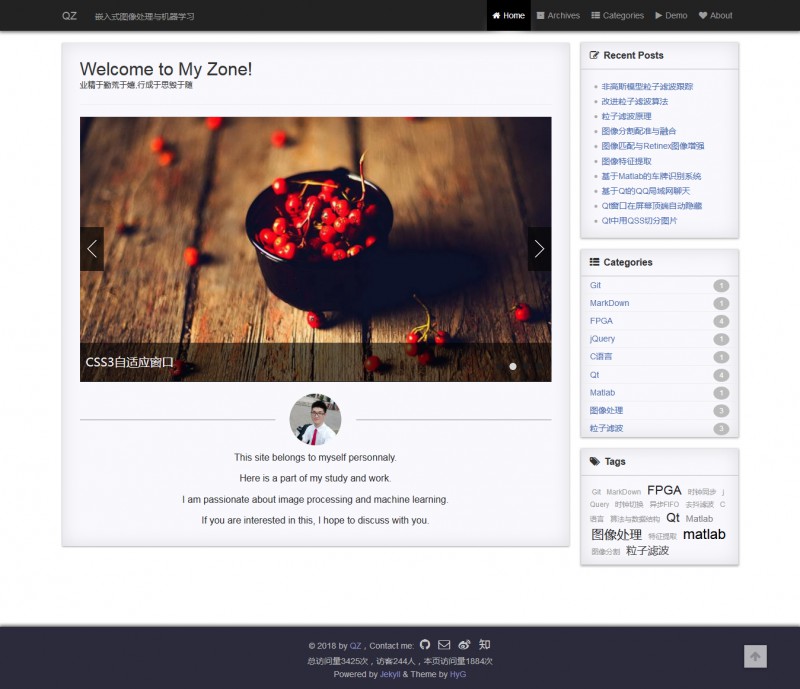 QZ 嵌入式图像处理与机器学习 Home Archives Categories Demo About
Welcome to My Zone!
业精于勤荒于嬉,行成于思毁于随
CSS3自适应窗口
This site belongs to myself personnaly.
Here is a part of my study and work.
I am passionate about image processing and machine learning.
If you are interested in this, I hope to discuss with you.
Recent Posts
非高斯模型粒子滤波跟踪
改进粒子滤波算法
粒子滤波原理
图像分割配准与融合
图像匹配与Retinex图像增强
图像特征提取
基于Matlab的车牌识别系统
基于Qt的QQ局域网聊天
Qt窗口在屏幕顶端自动隐藏
Qt中用QSS切分图片
Categories
Git 1
MarkDown 1
FPGA 4
jQuery 1
C语言 1
Qt 4
Matlab 1
图像处理 3
粒子滤波 3
Tags
Git MarkDown FPGA 时钟同步 j
Query 时钟切换 异步FIFO 去抖滤波 C
语言 算法与数据结构 Qt Matlab
图像处理 特征提取 matlab
图像分割 粒子滤波
© 2018 by QZ , Contact me: 知
总访问量3425次，访客244人，本页访问量1884次
Powered by Jekyll & Theme by HyG